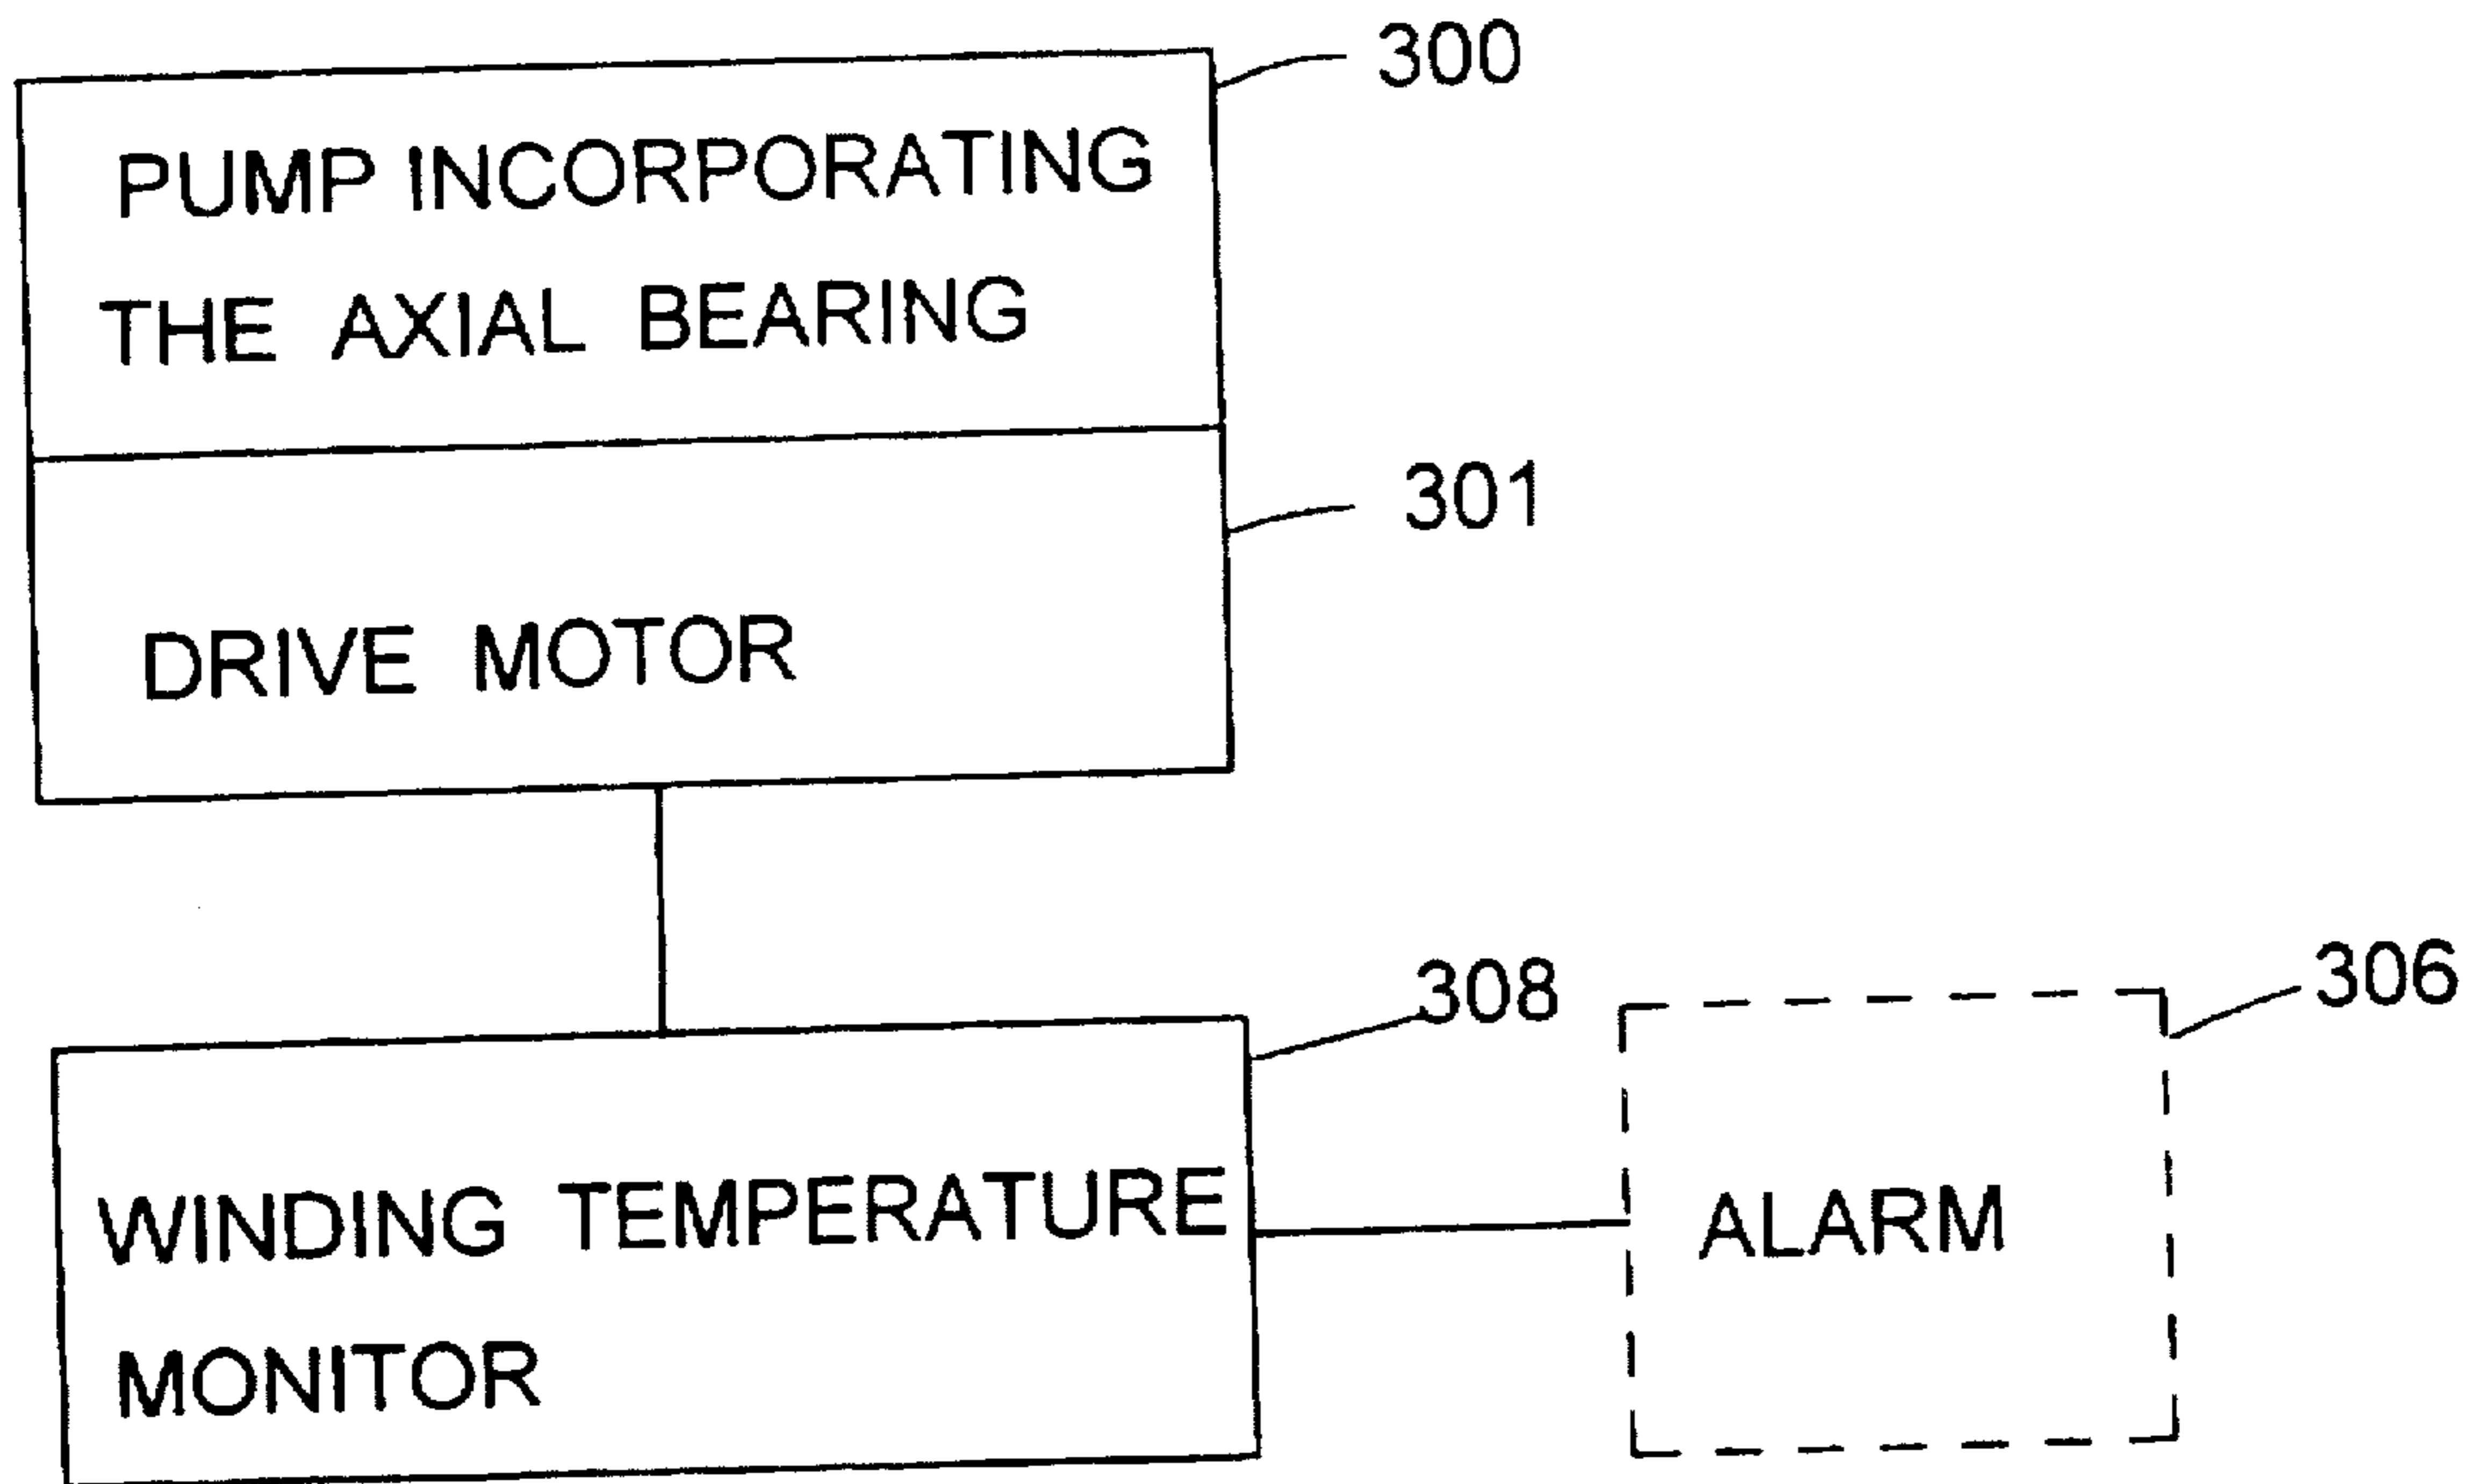 300
PUMP INCORPORATING
THE AXIAL BEARING
301
DRIVE MOTOR
308
306
WINDING TEMPERATURE
MONITOR
ALARM